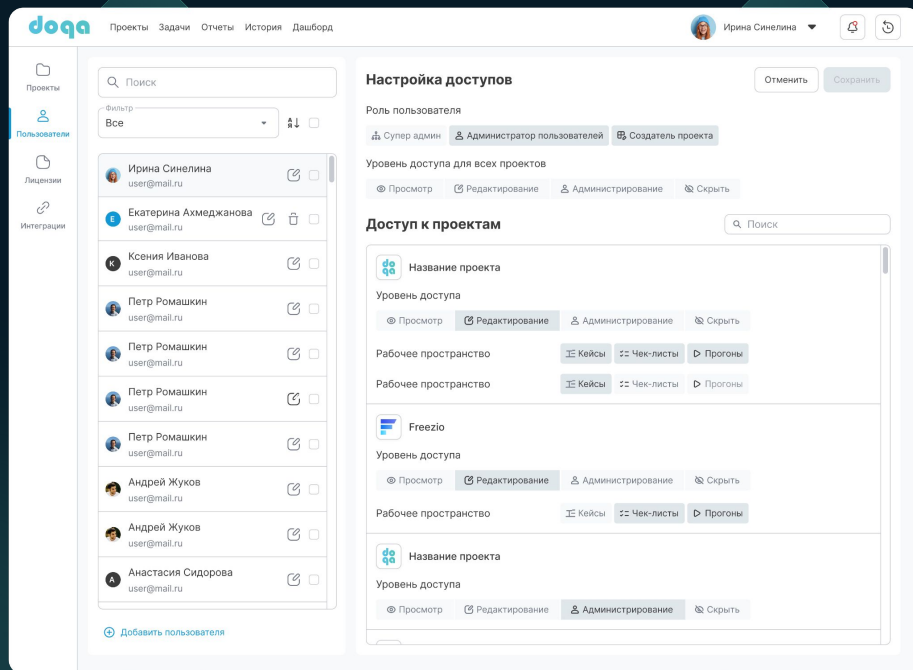 doqa
Проекты Задачи Отчеты История Дашборд
Ирина Синелина
Проекты
Пользователи
Лицензии
Интеграции
Поиск
Фильтр
Все
А
Я
Ирина Синелина
user@mail.ru
E
Екатерина Ахмеджанова
user@mail.ru
К
Ксения Иванова
user@mail.ru
Петр Ромашкин
user@mail.ru
Петр Ромашкин
user@mail.ru
Петр Ромашкин
user@mail.ru
Петр Ромашкин
user@mail.ru
Андрей Жуков
user@mail.ru
Андрей Жуков
user@mail.ru
А
Анастасия Сидорова
user@mail.ru
Добавить пользователя
Настройка доступов
Отменить Сохранить
Роль пользователя
Супер админ Администратор пользователей Создатель проекта
Уровень доступа для всех проектов
Просмотр Редактирование Администрирование Скрыть
Доступ к проектам
Поиск
doqa
Название проекта
Уровень доступа
Просмотр Редактирование Администрирование Скрыть
Рабочее пространство Кейсы Чек-листы Прогоны
Рабочее пространство Кейсы Чек-листы Прогоны
Freezio
Уровень доступа
Просмотр Редактирование Администрирование Скрыть
Рабочее пространство Кейсы Чек-листы Прогоны
doqa
Название проекта
Уровень доступа
Просмотр Редактирование Администрирование Скрыть